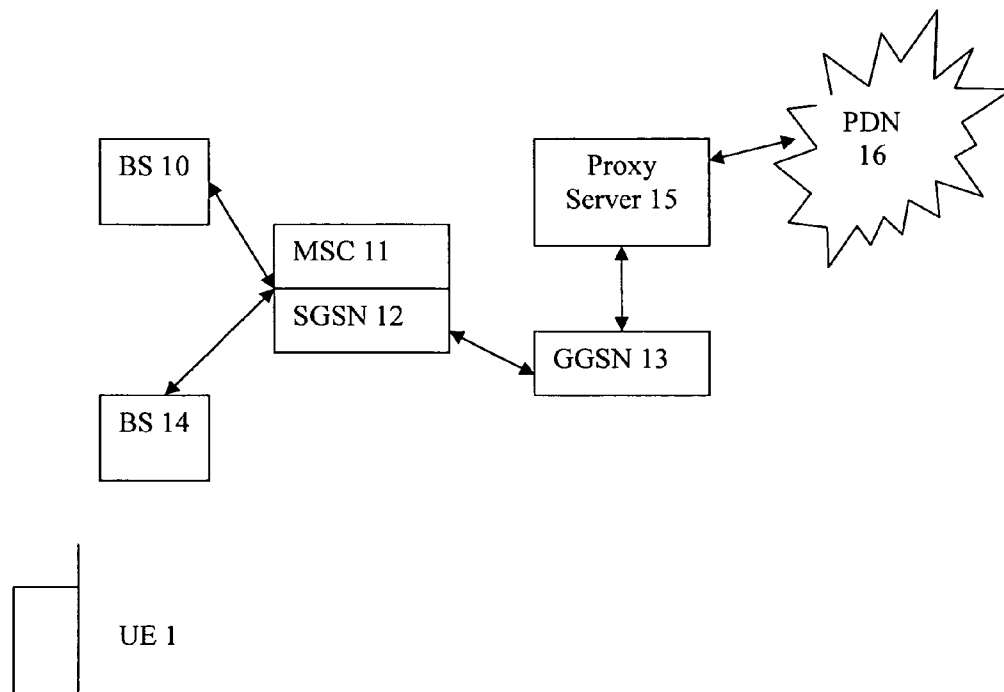 PDN
16
BS 10
Proxy
Server 15
MSC 11
SGSN 12
GGSN 13
BS 14
UE 1